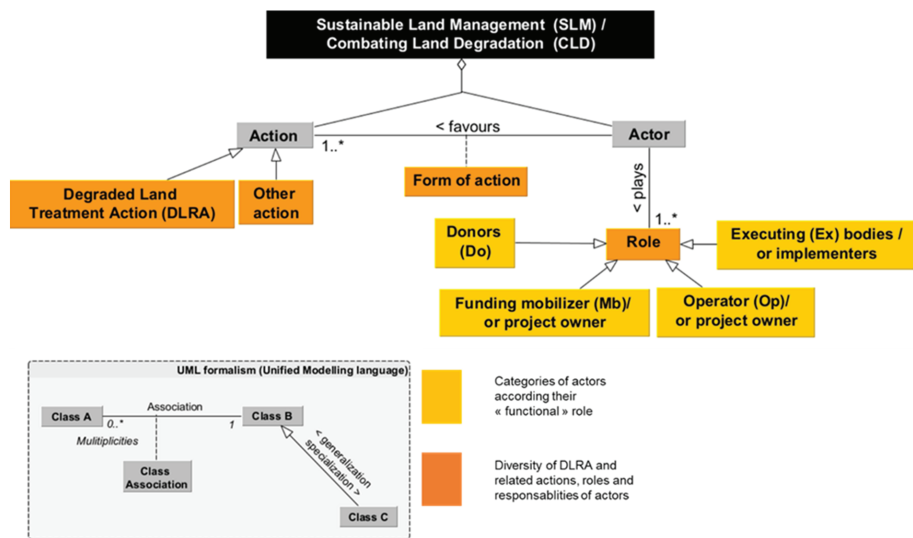 Sustainable Land Management (SLM) /
Combating Land Degradation (CLD)
Action
< favours
Actor
1..*
Degraded Land
Treatment Action (DLRA)
Other
action
Form of action
< plays
1..*
Donors
(Do)
Role
Executing (Ex) bodies /
or implementers
Funding mobilizer (Mb)/
or project owner
Operator (Op)/
or project owner
UML formalism (Unified Modelling language)
Class A
Association
Class B
0..*
1
Mulitiplicities
Class
Association
< generalization
specialization >
Class C
Categories of actors
according their
« functional » role
Diversity of DLRA and
related actions, roles and
responsablities of actors